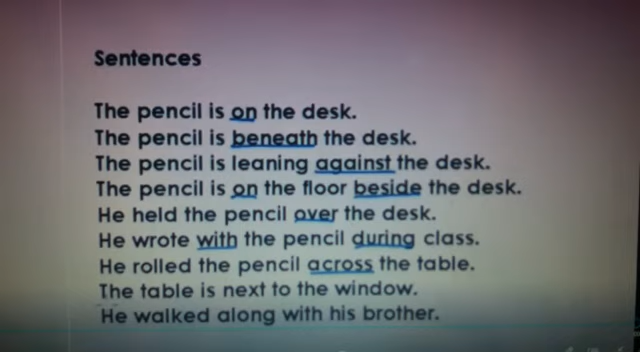 Sentences
The pencil is on the desk.
The pencil is beneath the desk.
The pencil is leaning against the desk.
The pencil is on the floor beside the desk.
He held the pencil over the desk.
He wrote with the pencil during class.
He rolled the pencil across the table.
The table is next to the window.
He walked along with his brother.